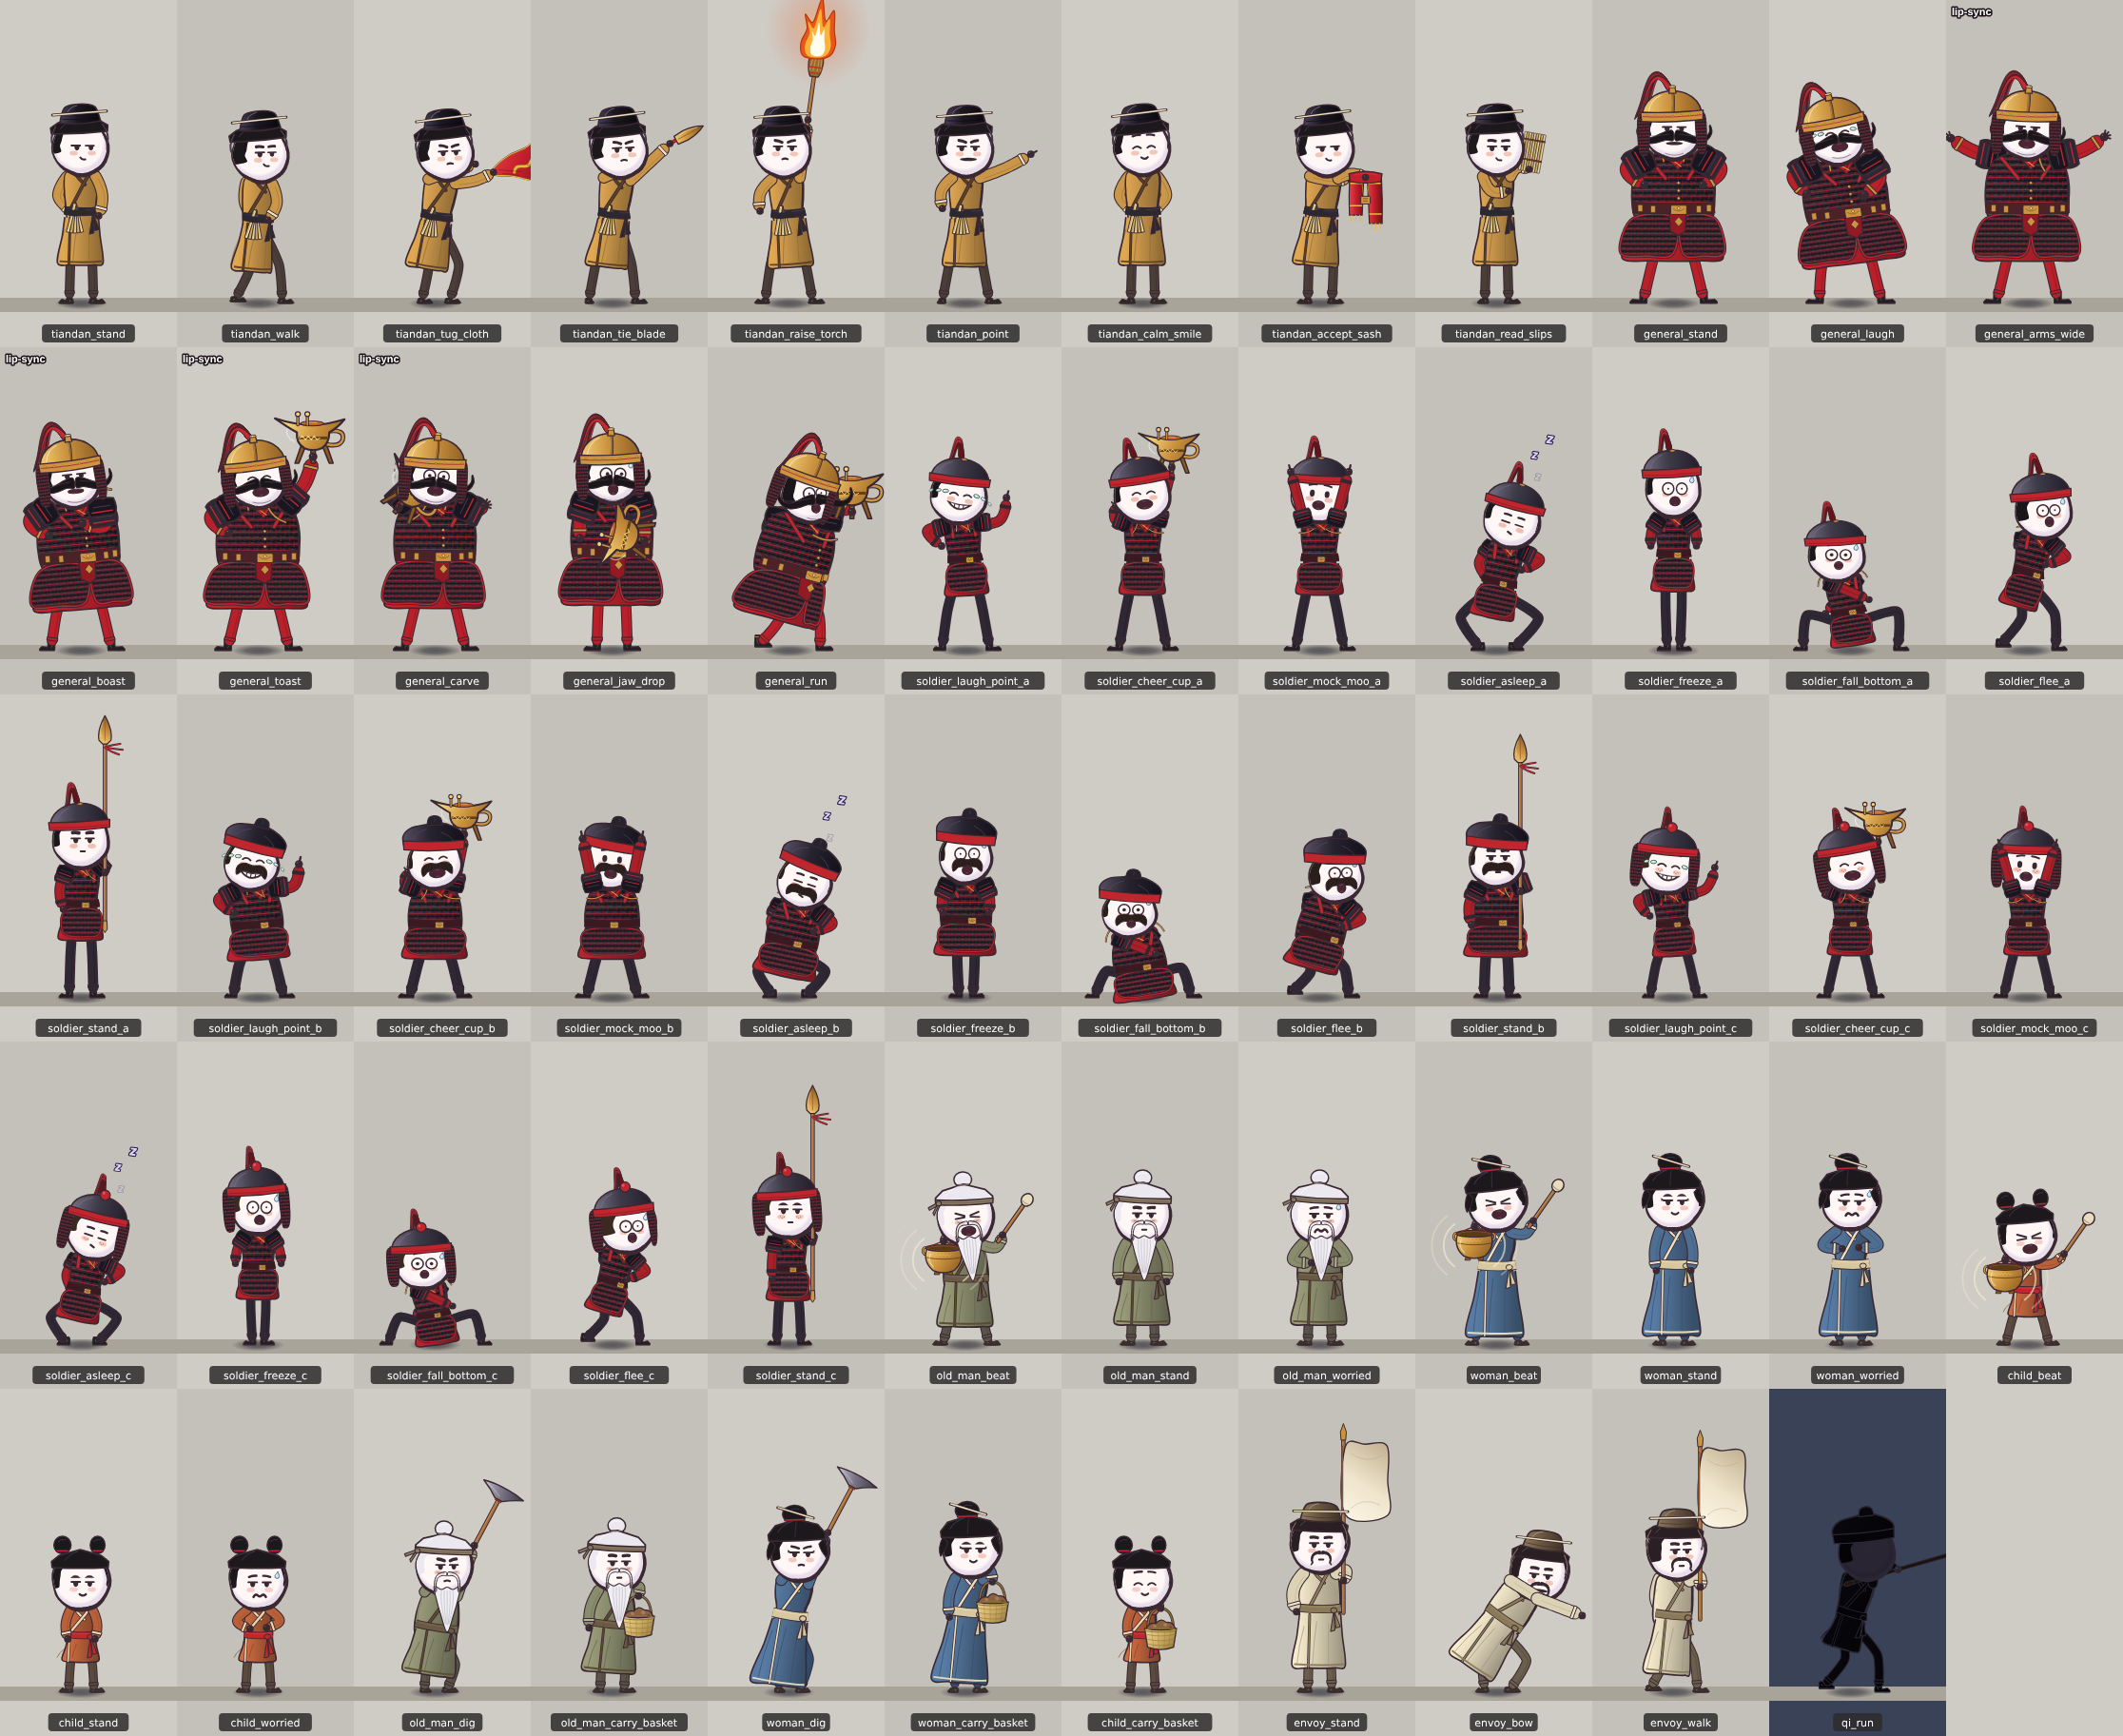 lip-sync
tiandan_stand
tiandan_walk
tiandan_tug_cloth
tiandan_tie_blade
tiandan_raise_torch
tiandan_point
tiandan_calm_smile
tiandan_accept_sash
tiandan_read_slips
general_stand
general_laugh
general_arms_wide
lip-sync
lip-sync
lip-sync
z
z
z
general_boast
general_toast
general_carve
general_jaw_drop
general_run
soldier_laugh_point_a
soldier_cheer_cup_a
soldier_mock_moo_a
soldier_asleep_a
soldier_freeze_a
soldier_fall_bottom_a
soldier_flee_a
z
z
z
soldier_stand_a
soldier_laugh_point_b
soldier_cheer_cup_b
soldier_mock_moo_b
soldier_asleep_b
soldier_freeze_b
soldier_fall_bottom_b
soldier_flee_b
soldier_stand_b
soldier_laugh_point_c
soldier_cheer_cup_c
soldier_mock_moo_c
z
z
z
soldier_asleep_c
soldier_freeze_c
soldier_fall_bottom_c
soldier_flee_c
soldier_stand_c
old_man_beat
old_man_stand
old_man_worried
woman_beat
woman_stand
woman_worried
child_beat
child_stand
child_worried
old_man_dig
old_man_carry_basket
woman_dig
woman_carry_basket
child_carry_basket
envoy_stand
envoy_bow
envoy_walk
qi_run